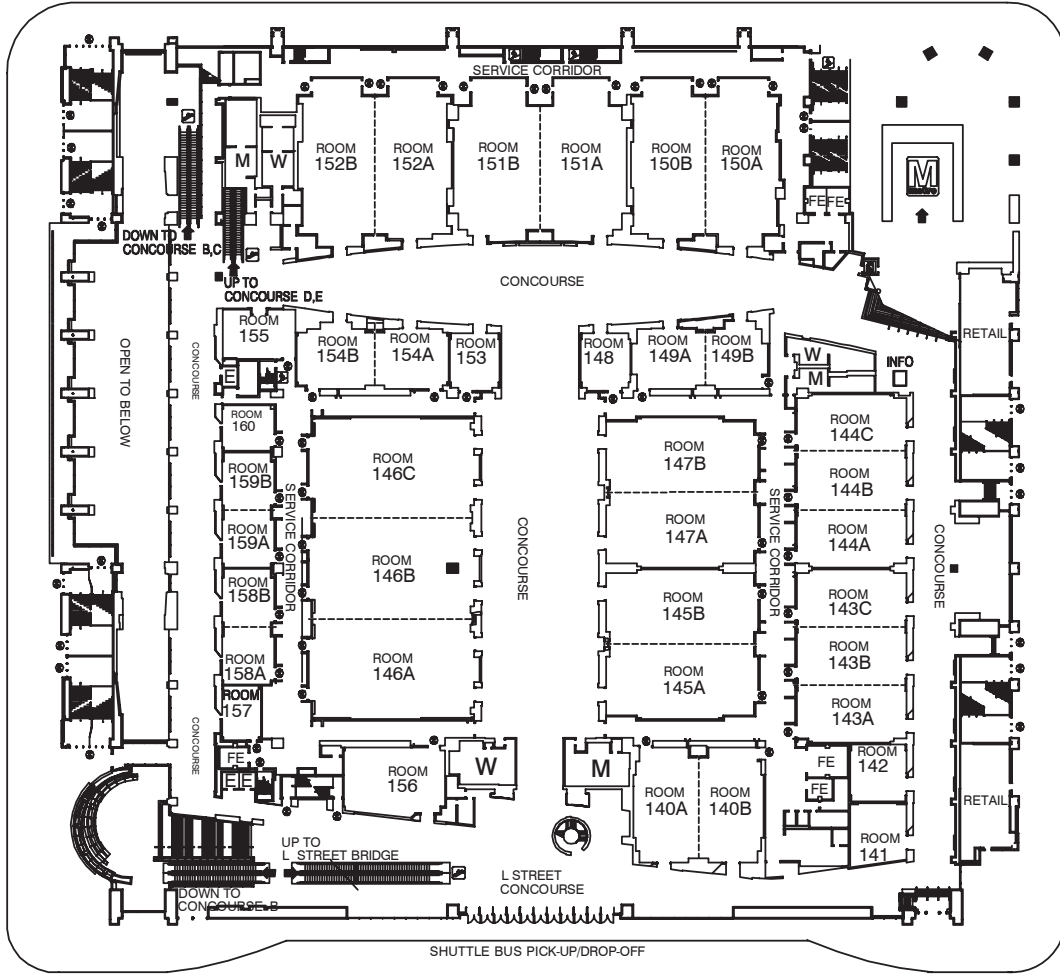 SERVICE CORRIDOR
ROOM
152B
ROOM
152A
ROOM
151B
ROOM
151A
ROOM
150B
ROOM
150A
M
W
M
Metro
FE
FE
DOWN TO
CONCOURSE B,C
UP TO
CONCOURSE D,E
CONCOURSE
ROOM
155
ROOM
154B
ROOM
154A
ROOM
153
ROOM
148
ROOM
149A
ROOM
149B
RETAIL
W
M
INFO
E
OPEN TO BELOW
CONCOURSE
ROOM
160
ROOM
159B
ROOM
159A
ROOM
158B
ROOM
158A
ROOM
157
SERVICE CORRIDOR
ROOM
146C
ROOM
146B
ROOM
146A
CONCOURSE
ROOM
147B
ROOM
147A
ROOM
145B
ROOM
145A
SERVICE CORRIDOR
ROOM
144C
ROOM
144B
ROOM
144A
ROOM
143C
ROOM
143B
ROOM
143A
CONCOURSE
CONCOURSE
FE
E
E
ROOM
156
W
M
ROOM
140A
ROOM
140B
FE
FE
ROOM
142
ROOM
141
RETAIL
UP TO
L STREET BRIDGE
DOWN TO
CONCOURSE B
L STREET
CONCOURSE
SHUTTLE BUS PICK-UP/DROP-OFF